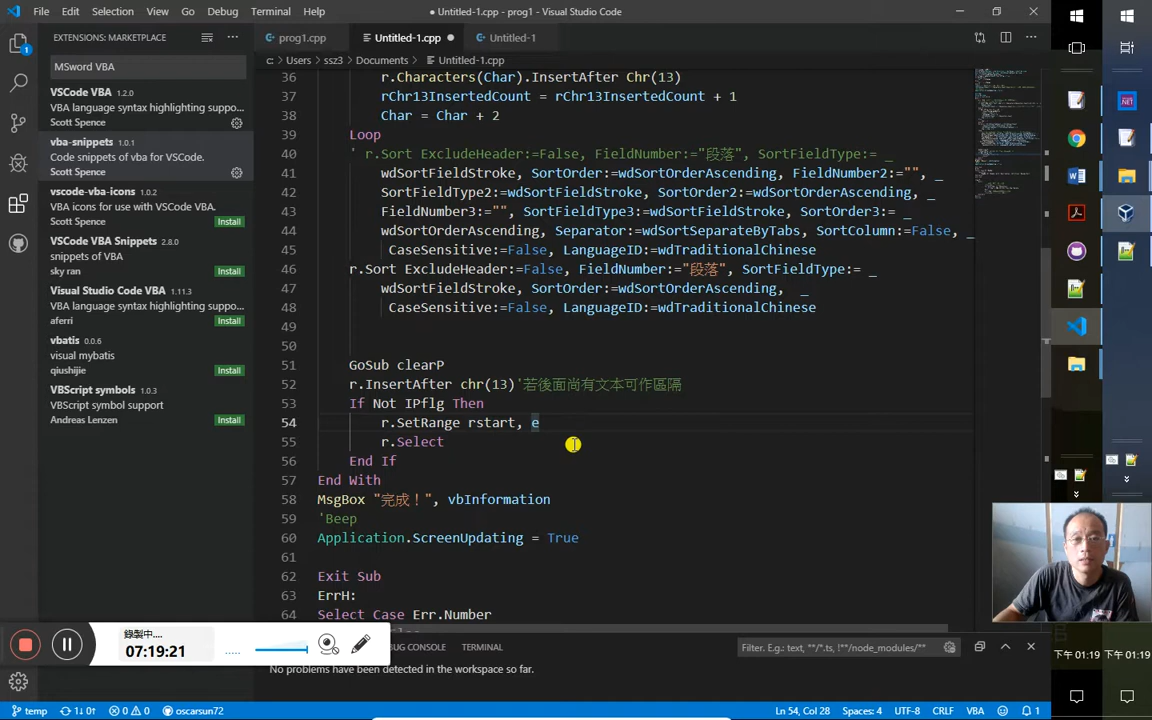 File Edit Selection View Go Debug Terminal Help
● Untitled-1.cpp - prog1 - Visual Studio Code
EXTENSIONS: MARKETPLACE
prog1.cpp
Untitled-1.cpp
Untitled-1
1
MSword VBA
c: › Users › ssz3 › Documents › Untitled-1.cpp
VSCode VBA 1.2.0
VBA language syntax highlighting suppo...
Scott Spence
vba-snippets 1.0.1
Code snippets of vba for VSCode.
Scott Spence
vscode-vba-icons 1.0.2
VBA icons for use with VSCode VBA.
Scott Spence Install
VSCode VBA Snippets 2.8.0
snippets of VBA
sky ran Install
Visual Studio Code VBA 1.11.3
VBA language syntax highlighting suppo...
aferri Install
vbatis 0.0.6
visual mybatis
qiushijie Install
VBScript symbols 0.3.3
VBScript symbol support
Andreas Lenzen Install
36 r.Characters(Char).InsertAfter Chr(13)
37 rChr13InsertedCount = rChr13InsertedCount + 1
38 Char = Char + 2
39 Loop
40 ' r.Sort ExcludeHeader:=False, FieldNumber:="段落", SortFieldType:= _
41 wdSortFieldStroke, SortOrder:=wdSortOrderAscending, FieldNumber2:="", _
42 SortFieldType2:=wdSortFieldStroke, SortOrder2:=wdSortOrderAscending, _
43 FieldNumber3:="", SortFieldType3:=wdSortFieldStroke, SortOrder3:= _
44 wdSortOrderAscending, Separator:=wdSortSeparateByTabs, SortColumn:=False, _
45 CaseSensitive:=False, LanguageID:=wdTraditionalChinese
46 r.Sort ExcludeHeader:=False, FieldNumber:="段落", SortFieldType:= _
47 wdSortFieldStroke, SortOrder:=wdSortOrderAscending, _
48 CaseSensitive:=False, LanguageID:=wdTraditionalChinese
49
50
51 GoSub clearP
52 r.InsertAfter chr(13)'若後面尚有文本可作區隔
53 If Not IPflg Then
54 r.SetRange rstart, e
55 r.Select
56 End If
57 End With
58 MsgBox "完成！", vbInformation
59 'Beep
60 Application.ScreenUpdating = True
61
62 Exit Sub
63 ErrH:
64 Select Case Err.Number
錄製中....
07:19:21
DEBUG CONSOLE TERMINAL
Filter. E.g.: text, **/*.ts, !**/node_modules/**
No problems have been detected in the workspace so far.
temp 1↓ 0↑ 0 0 oscarsun72
Ln 54, Col 28 Spaces: 4 UTF-8 CRLF VBA 1
.NET
下午 01:19
下午 01:19